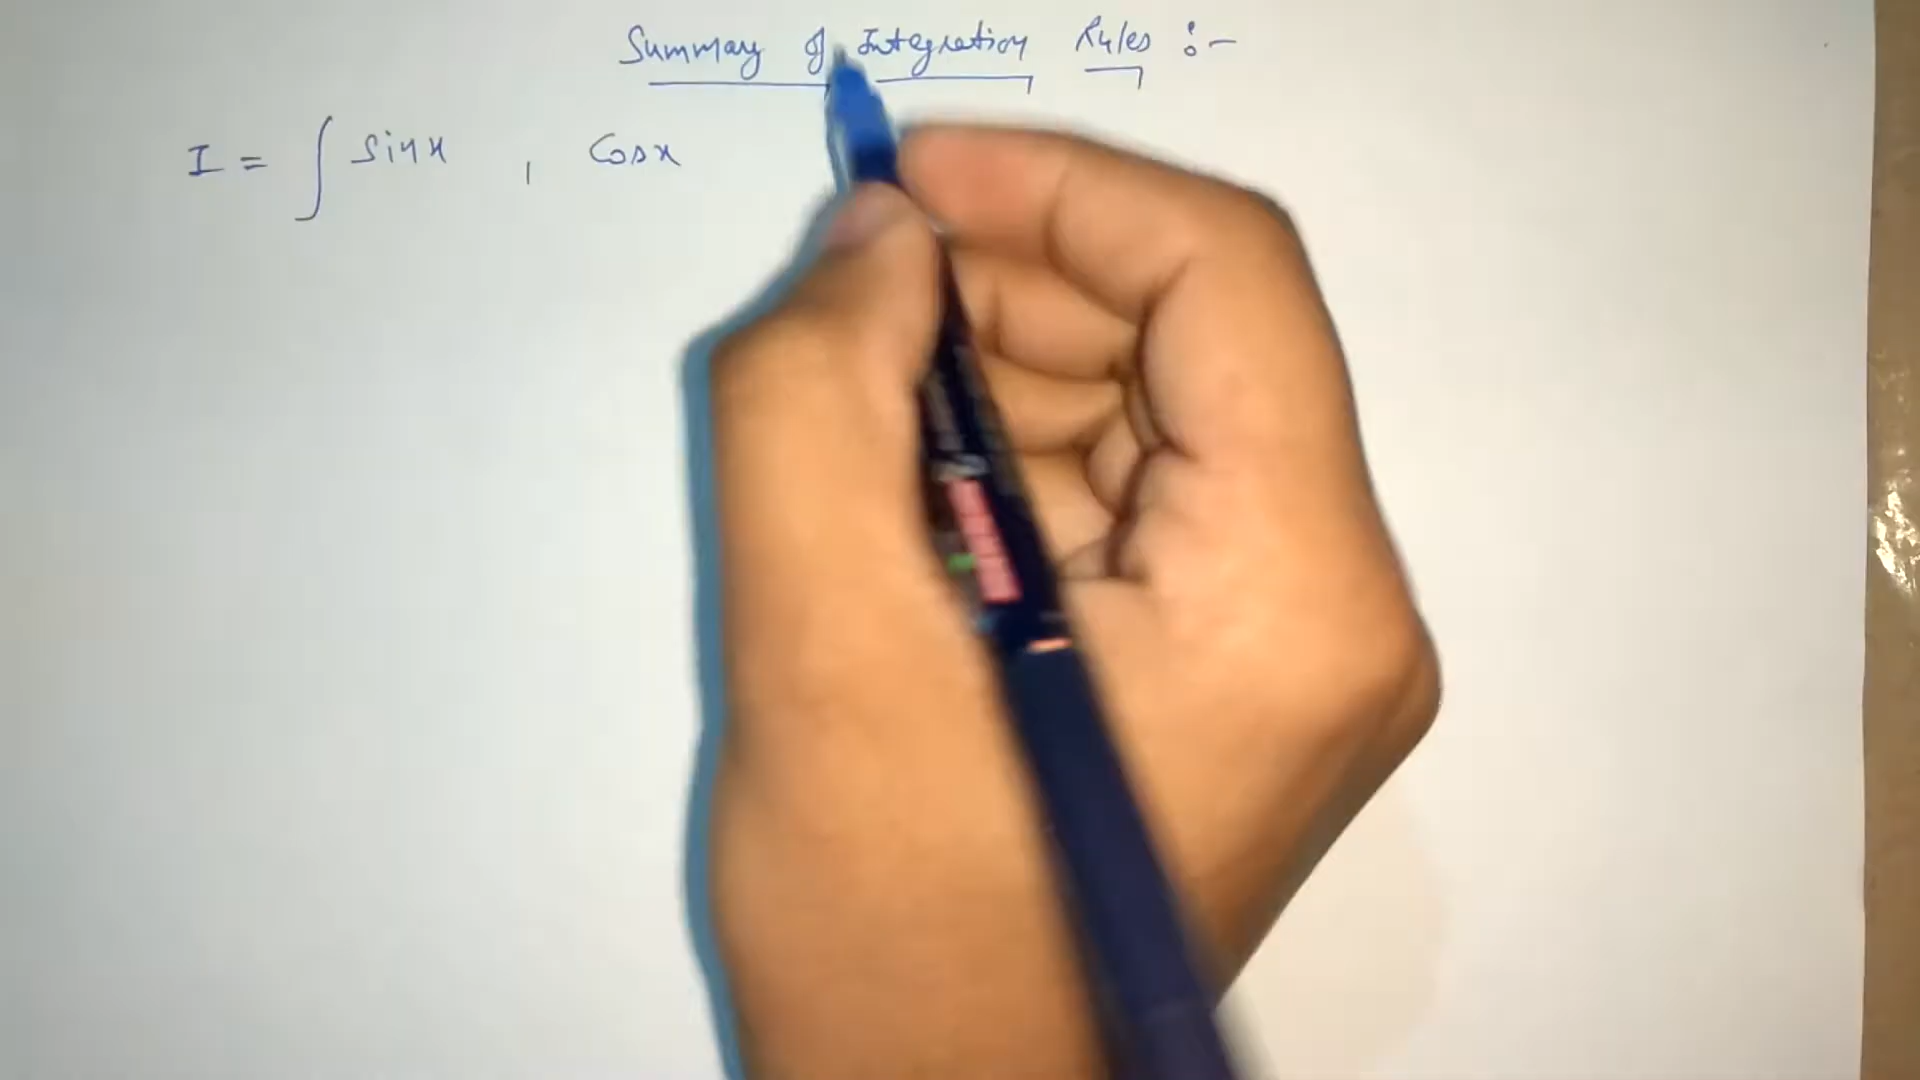 Summary of Integration Rules :-
I = ∫ sinx , Cosx